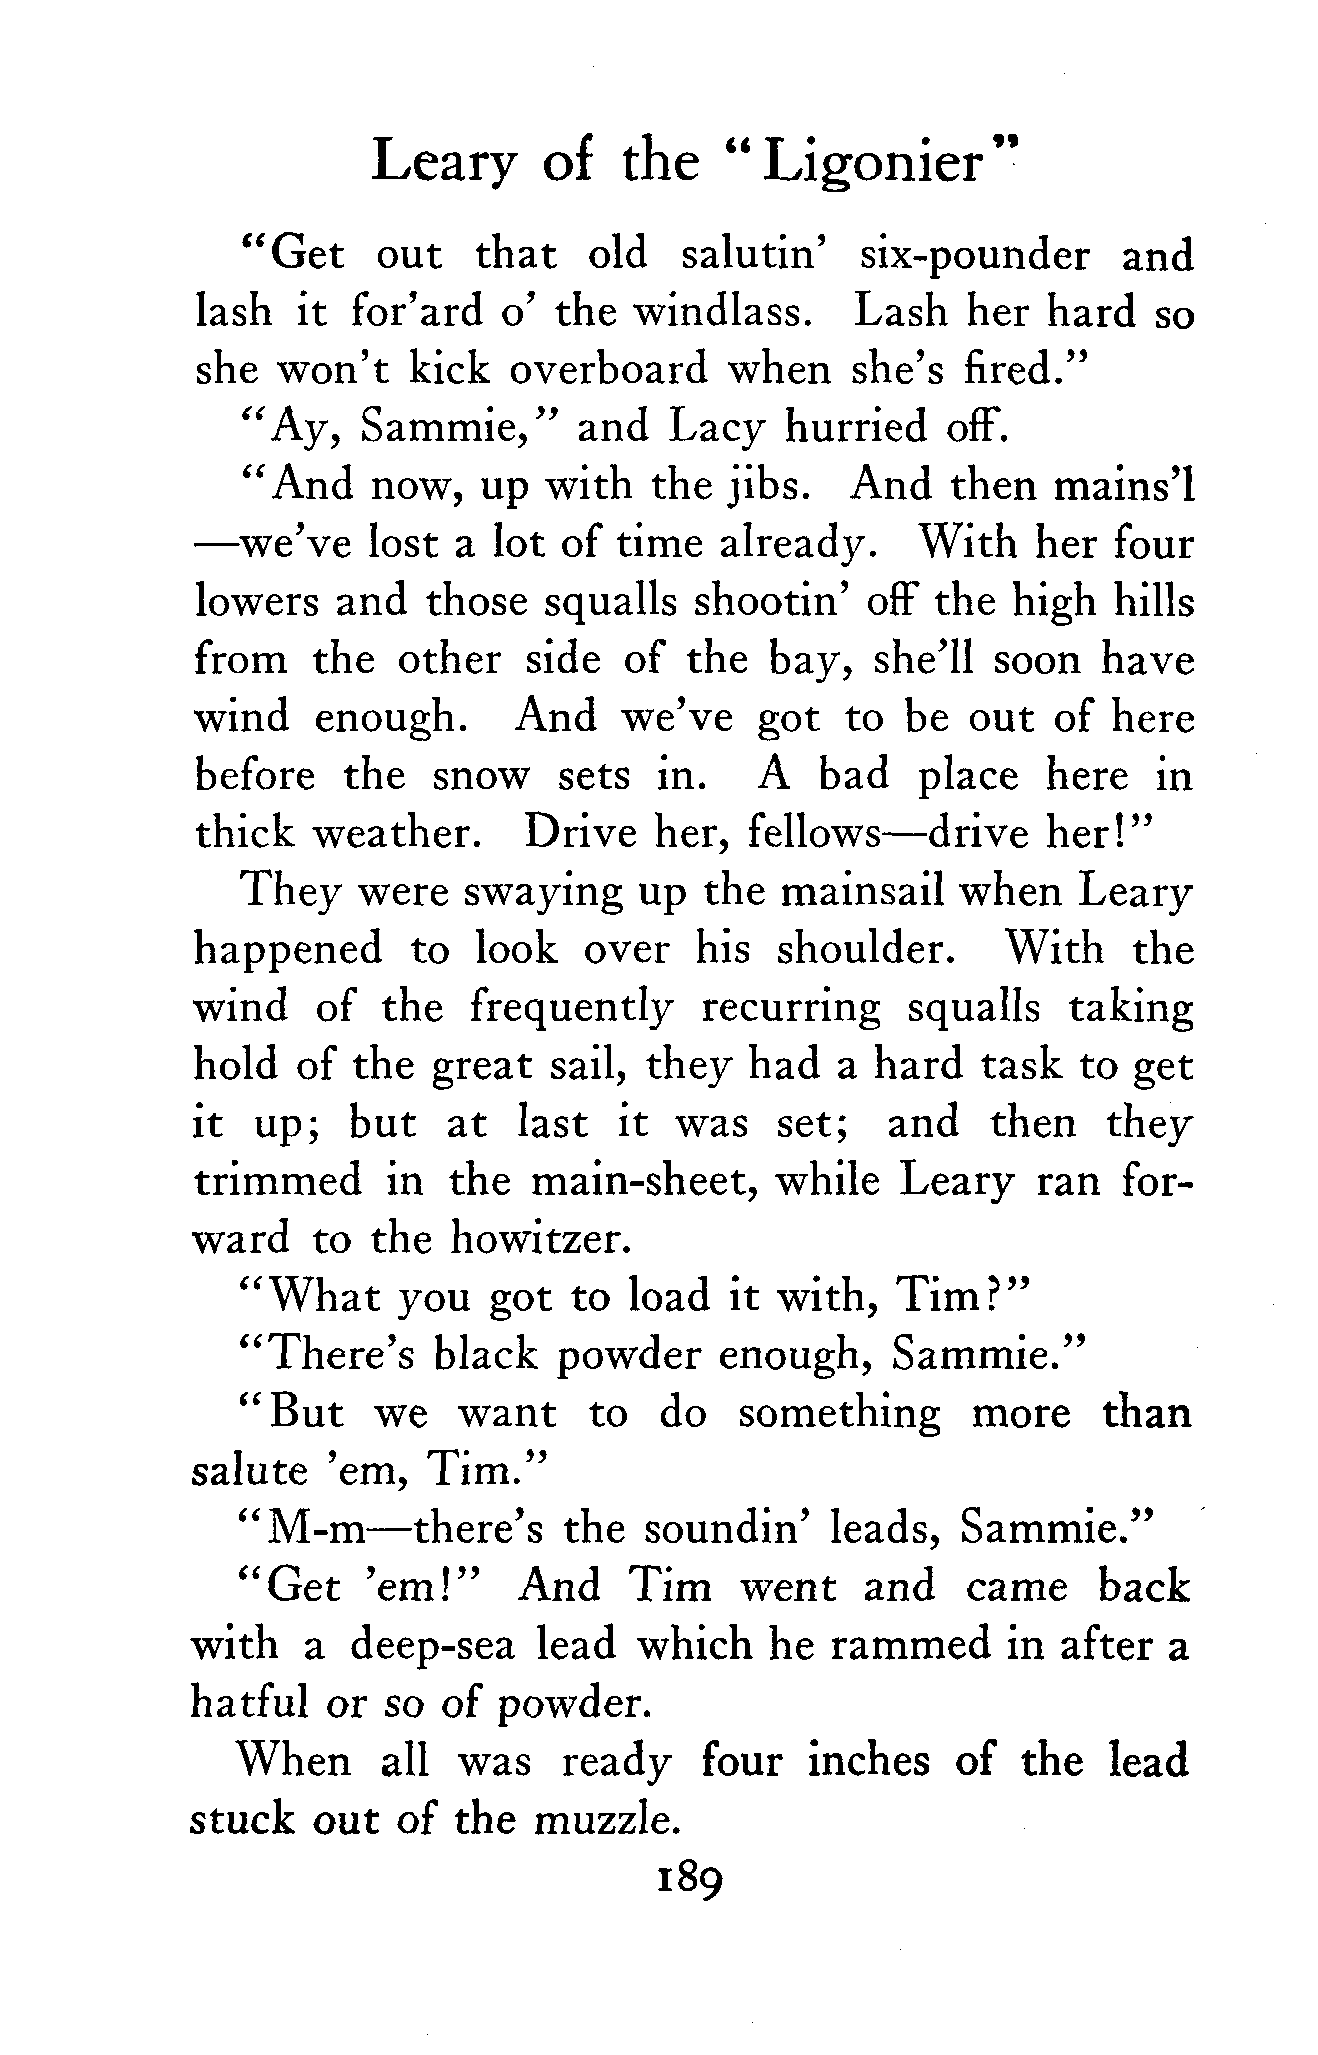 Leary of the "Ligonier"
"Get out that old salutin' six-pounder and
lash it for'ard o' the windlass. Lash her hard so
she won't kick overboard when she's fired."
"Ay, Sammie," and Lacy hurried off.
"And now, up with the jibs. And then mains'l
—we've lost a lot of time already. With her four
lowers and those squalls shootin' off the high hills
from the other side of the bay, she'll soon have
wind enough. And we've got to be out of here
before the snow sets in. A bad place here in
thick weather. Drive her, fellows—drive her!"
They were swaying up the mainsail when Leary
happened to look over his shoulder. With the
wind of the frequently recurring squalls taking
hold of the great sail, they had a hard task to get
it up; but at last it was set; and then they
trimmed in the main-sheet, while Leary ran for-
ward to the howitzer.
"What you got to load it with, Tim?"
"There's black powder enough, Sammie."
"But we want to do something more than
salute 'em, Tim."
"M-m—there's the soundin' leads, Sammie."
"Get 'em!" And Tim went and came back
with a deep-sea lead which he rammed in after a
hatful or so of powder.
When all was ready four inches of the lead
stuck out of the muzzle.
189